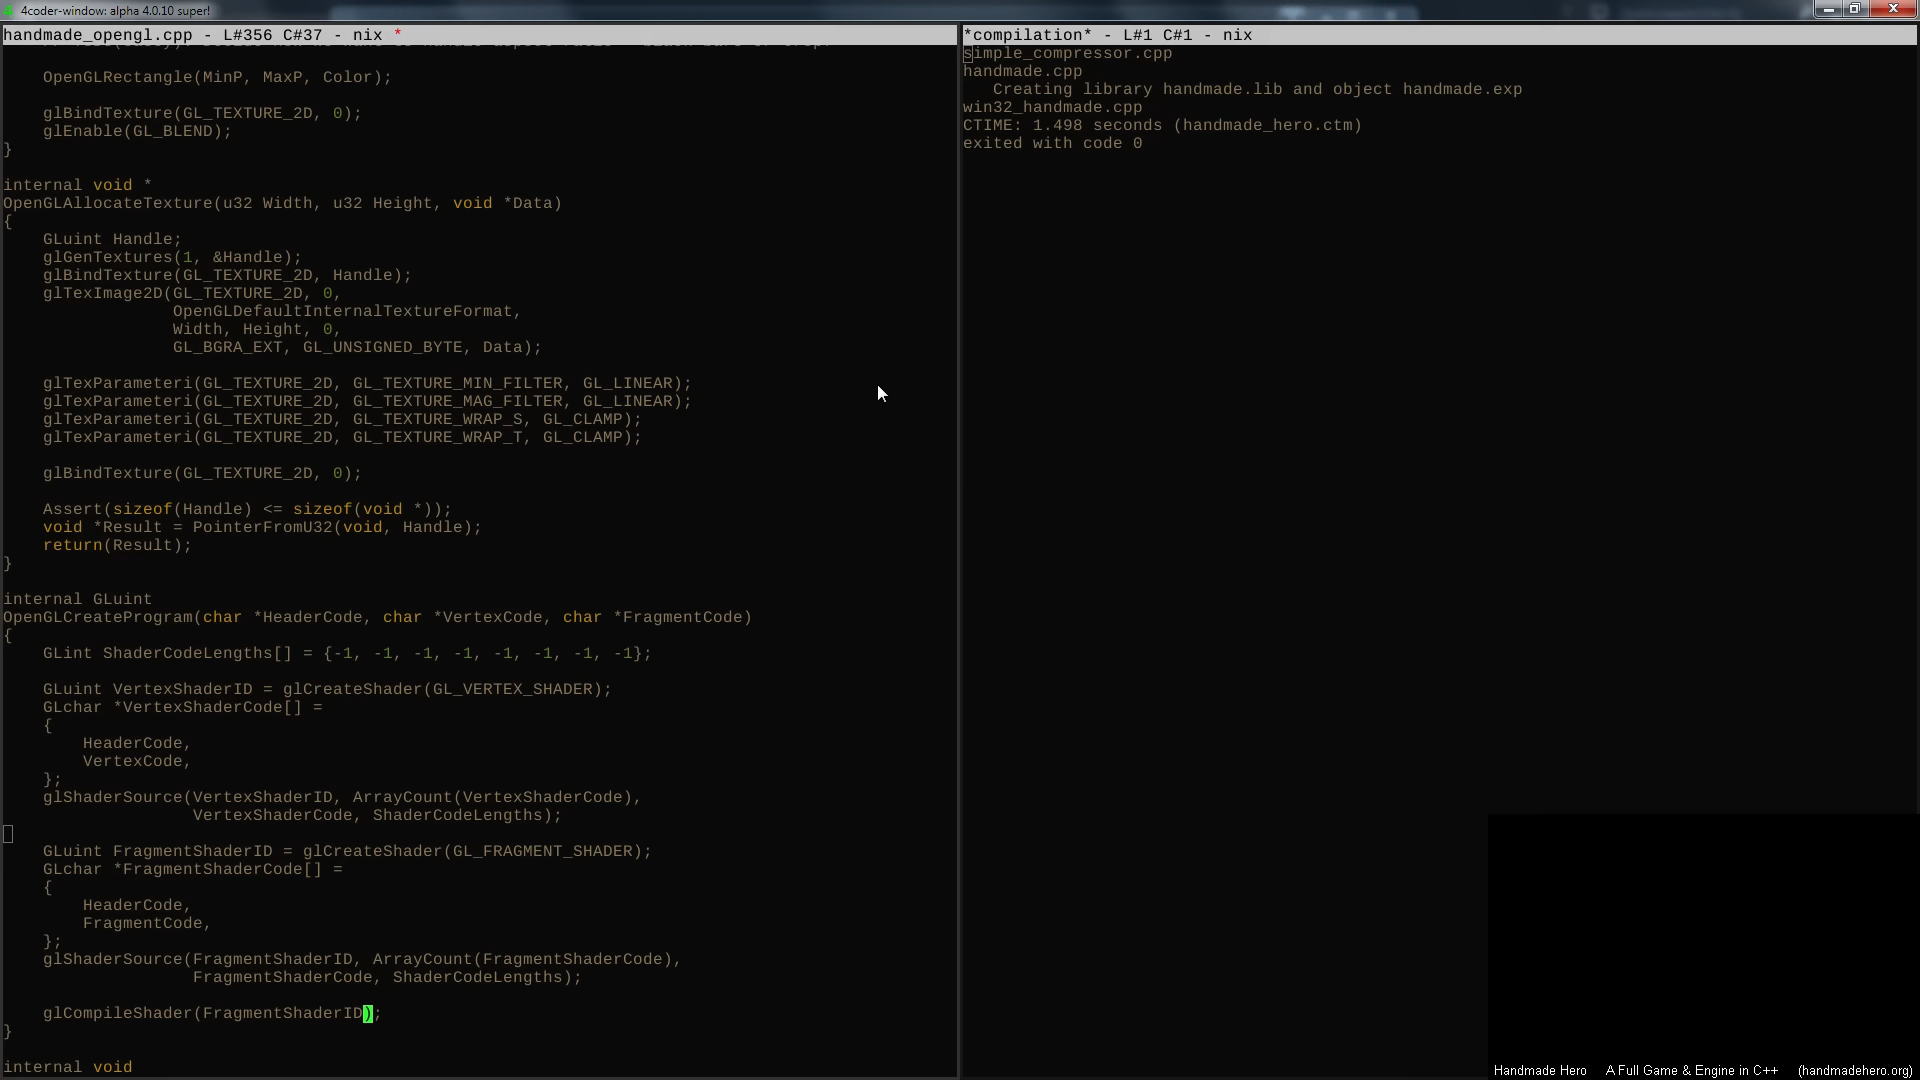 4coder-window: alpha 4.0.10 super!
handmade_opengl.cpp - L#356 C#37 - nix *
    OpenGLRectangle(MinP, MaxP, Color);
    glBindTexture(GL_TEXTURE_2D, 0);
    glEnable(GL_BLEND);
}
internal void *
OpenGLAllocateTexture(u32 Width, u32 Height, void *Data)
{
    GLuint Handle;
    glGenTextures(1, &Handle);
    glBindTexture(GL_TEXTURE_2D, Handle);
    glTexImage2D(GL_TEXTURE_2D, 0,
                 OpenGLDefaultInternalTextureFormat,
                 Width, Height, 0,
                 GL_BGRA_EXT, GL_UNSIGNED_BYTE, Data);
    glTexParameteri(GL_TEXTURE_2D, GL_TEXTURE_MIN_FILTER, GL_LINEAR);
    glTexParameteri(GL_TEXTURE_2D, GL_TEXTURE_MAG_FILTER, GL_LINEAR);
    glTexParameteri(GL_TEXTURE_2D, GL_TEXTURE_WRAP_S, GL_CLAMP);
    glTexParameteri(GL_TEXTURE_2D, GL_TEXTURE_WRAP_T, GL_CLAMP);
    glBindTexture(GL_TEXTURE_2D, 0);
    Assert(sizeof(Handle) <= sizeof(void *));
    void *Result = PointerFromU32(void, Handle);
    return(Result);
}
internal GLuint
OpenGLCreateProgram(char *HeaderCode, char *VertexCode, char *FragmentCode)
{
    GLint ShaderCodeLengths[] = {-1, -1, -1, -1, -1, -1, -1, -1};
    GLuint VertexShaderID = glCreateShader(GL_VERTEX_SHADER);
    GLchar *VertexShaderCode[] =
    {
        HeaderCode,
        VertexCode,
    };
    glShaderSource(VertexShaderID, ArrayCount(VertexShaderCode),
                   VertexShaderCode, ShaderCodeLengths);
    GLuint FragmentShaderID = glCreateShader(GL_FRAGMENT_SHADER);
    GLchar *FragmentShaderCode[] =
    {
        HeaderCode,
        FragmentCode,
    };
    glShaderSource(FragmentShaderID, ArrayCount(FragmentShaderCode),
                   FragmentShaderCode, ShaderCodeLengths);
    glCompileShader(FragmentShaderID);
}
internal void
*compilation* - L#1 C#1 - nix
simple_compressor.cpp
handmade.cpp
   Creating library handmade.lib and object handmade.exp
win32_handmade.cpp
CTIME: 1.498 seconds (handmade_hero.ctm)
exited with code 0
Handmade Hero A Full Game & Engine in C++ (handmadehero.org)